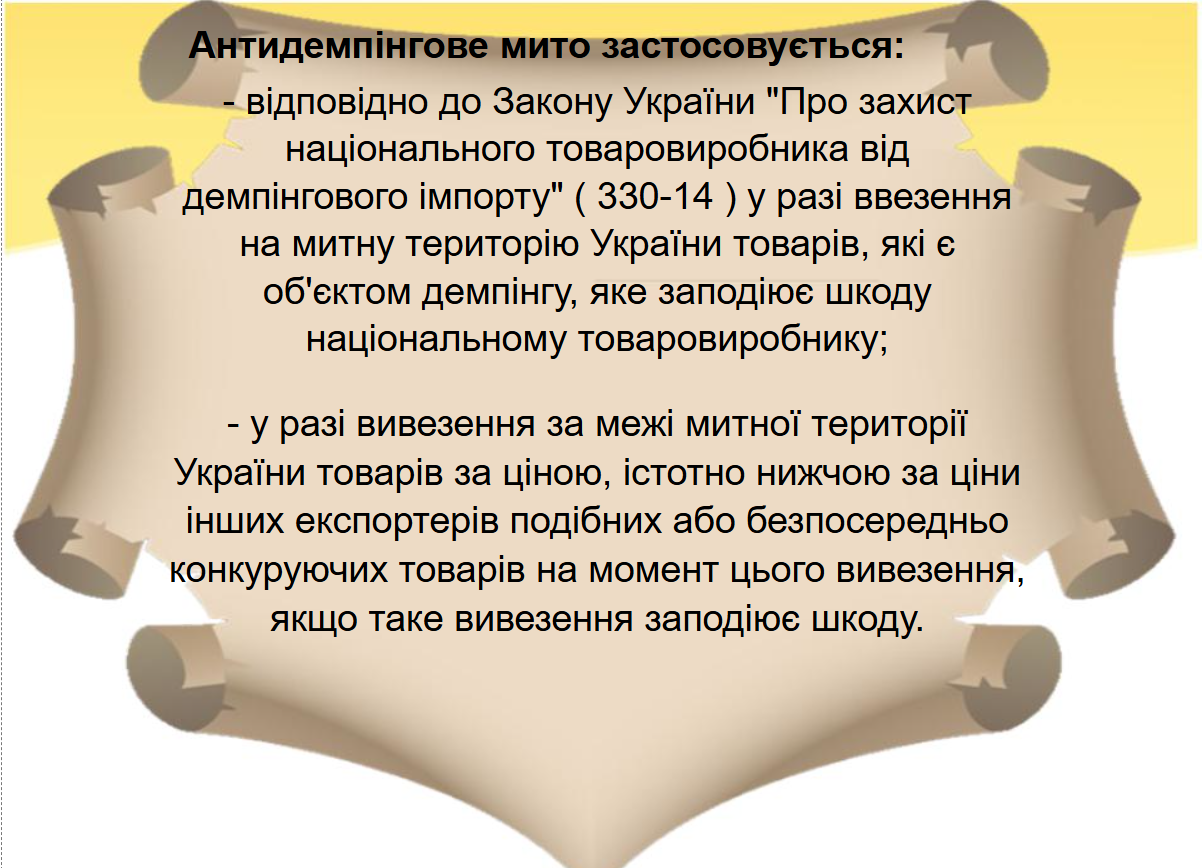 Антидемпінгове мито застосовується:
- відповідно до Закону України "Про захист
національного товаровиробника від
демпінгового імпорту" ( 330-14 ) у разі ввезення
на митну територію України товарів, які є
об'єктом демпінгу, яке заподіює шкоду
національному товаровиробнику;
- у разі вивезення за межі митної території
України товарів за ціною, істотно нижчою за ціни
інших експортерів подібних або безпосередньо
конкуруючих товарів на момент цього вивезення,
якщо таке вивезення заподіює шкоду.